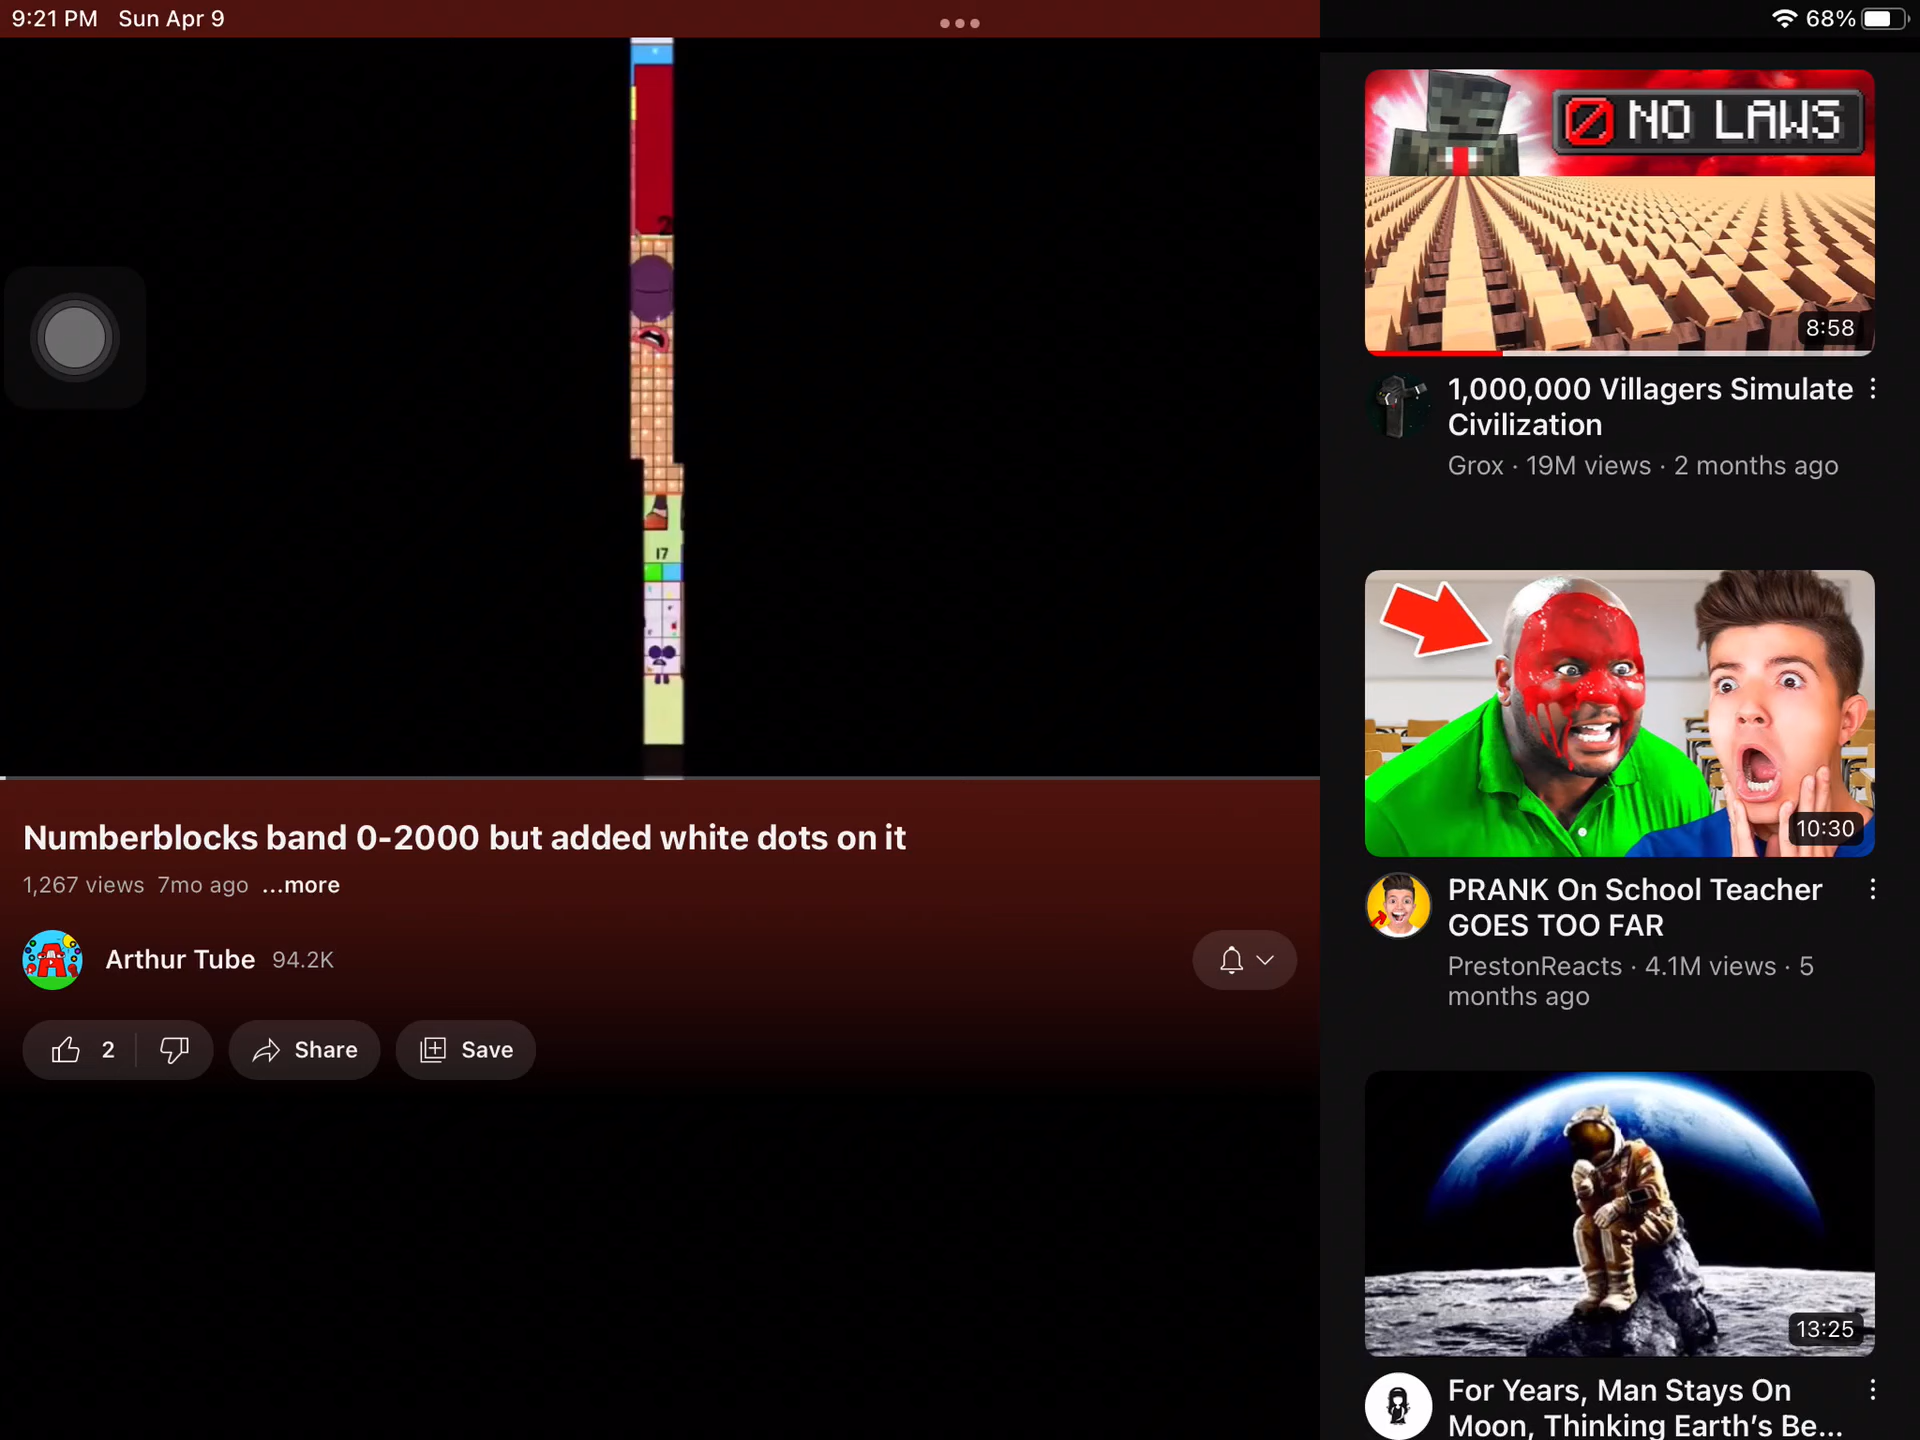 9:21 PM Sun Apr 9
68%
17
NO LAWS
8:58
1,000,000 Villagers Simulate
Civilization
Grox · 19M views · 2 months ago
10:30
PRANK On School Teacher
GOES TOO FAR
PrestonReacts · 4.1M views · 5
months ago
13:25
For Years, Man Stays On
Moon, Thinking Earth's Be...
Numberblocks band 0-2000 but added white dots on it
1,267 views 7mo ago ...more
Arthur Tube 94.2K
2 Share Save